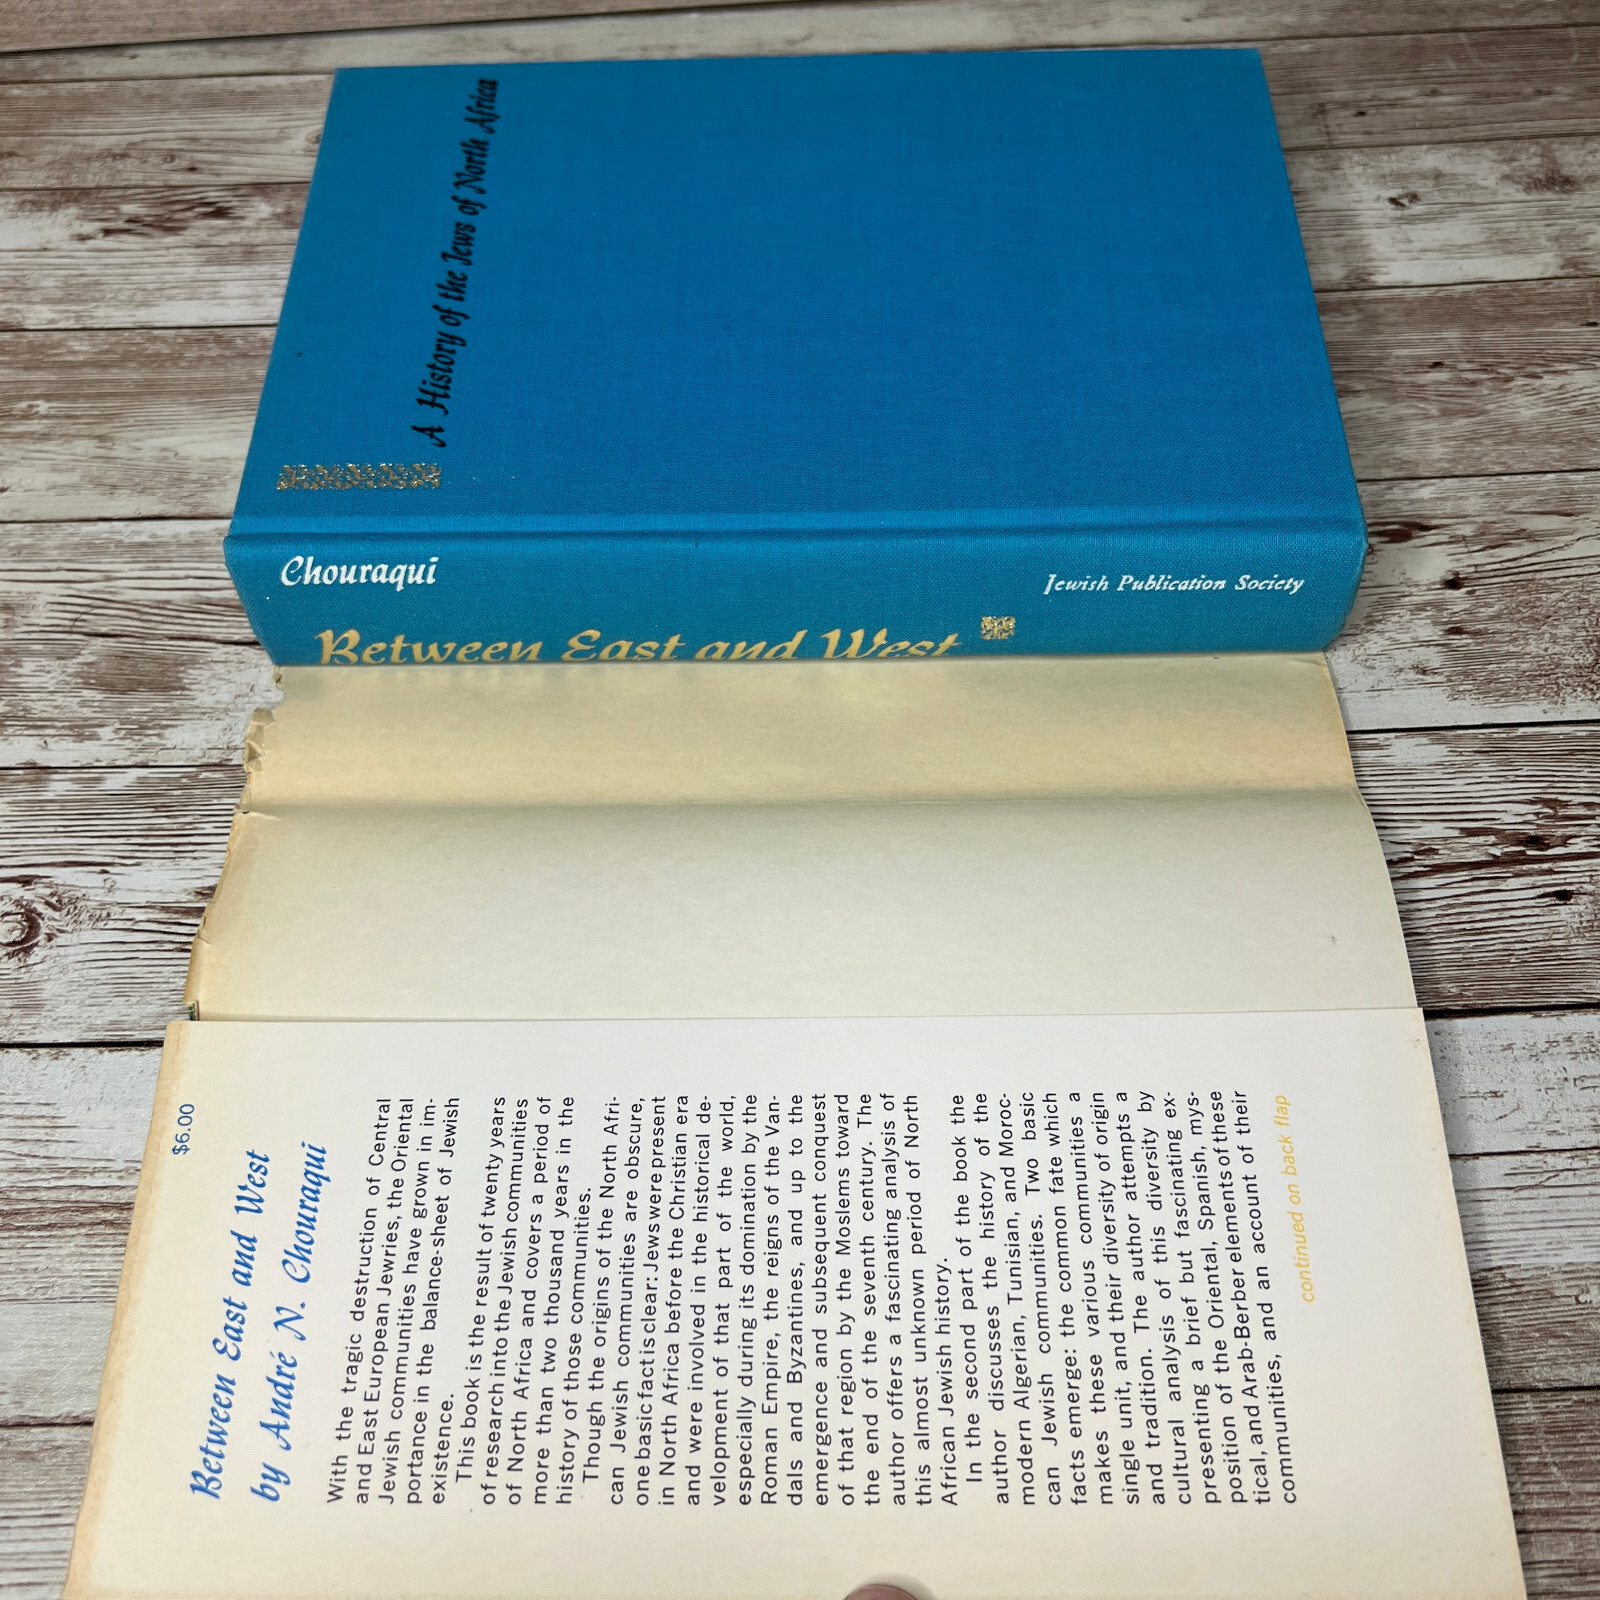 A History of the Jews of North Africa
Chouraqui
Jewish Publication Society
Between East and West
$6.00
Between East and West
by André N. Chouraqui
With the tragic destruction of Central
and East European Jewries, the Oriental
Jewish communities have grown in im-
portance in the balance-sheet of Jewish
existence.
This book is the result of twenty years
of research into the Jewish communities
of North Africa and covers a period of
more than two thousand years in the
history of those communities.
Though the origins of the North Afri-
can Jewish communities are obscure,
one basic fact is clear: Jews were present
in North Africa before the Christian era
and were involved in the historical de-
velopment of that part of the world,
especially during its domination by the
Roman Empire, the reigns of the Van-
dals and Byzantines, and up to the
emergence and subsequent conquest
of that region by the Moslems toward
the end of the seventh century. The
author offers a fascinating analysis of
this almost unknown period of North
African Jewish history.
In the second part of the book the
author discusses the history of the
modern Algerian, Tunisian, and Moroc-
can Jewish communities. Two basic
facts emerge: the common fate which
makes these various communities a
single unit, and their diversity of origin
and tradition. The author attempts a
cultural analysis of this diversity by
presenting a brief but fascinating ex-
position of the Oriental, Spanish, mys-
tical, and Arab-Berber elements of these
communities, and an account of their
continued on back flap